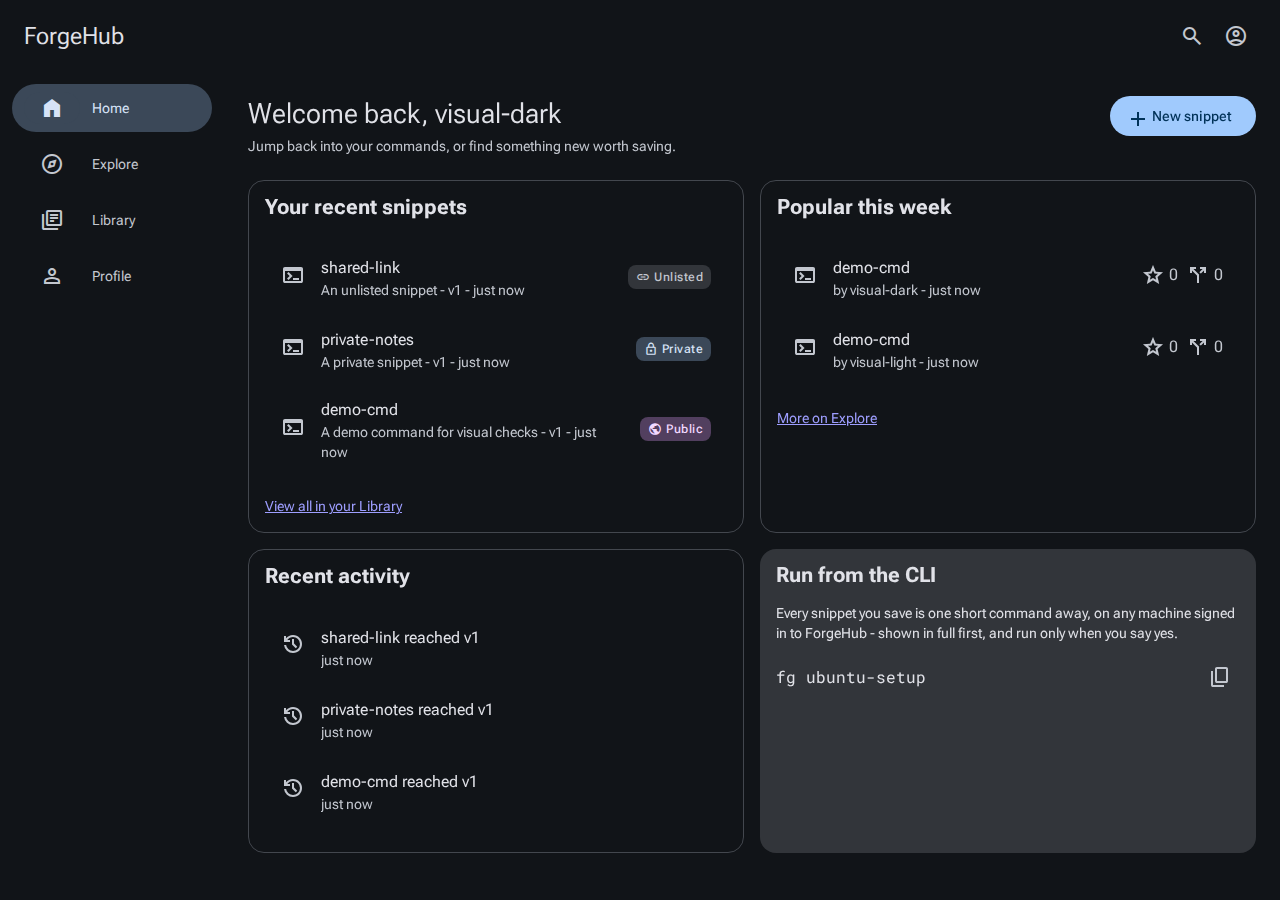 ForgeHub
Home
Explore
Library
Profile
Welcome back, visual-dark
Jump back into your commands, or find something new worth saving.
New snippet
Your recent snippets
shared-link
An unlisted snippet - v1 - just now
Unlisted
private-notes
A private snippet - v1 - just now
Private
demo-cmd
A demo command for visual checks - v1 - just
now
Public
View all in your Library
Popular this week
demo-cmd
by visual-dark - just now
0 0
demo-cmd
by visual-light - just now
0 0
More on Explore
Recent activity
shared-link reached v1
just now
private-notes reached v1
just now
demo-cmd reached v1
just now
Run from the CLI
Every snippet you save is one short command away, on any machine signed
in to ForgeHub - shown in full first, and run only when you say yes.
fg ubuntu-setup